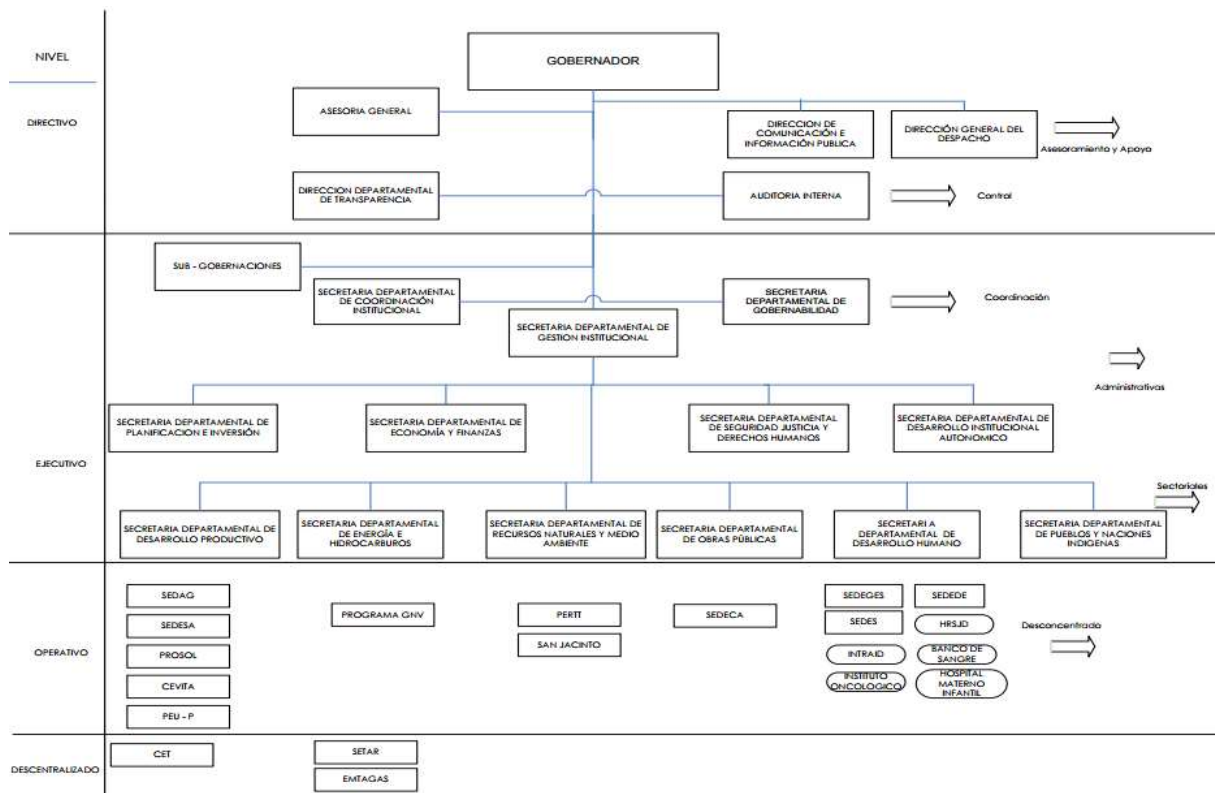 NIVEL
GOBERNADOR
DIRECTIVO
ASESORIA GENERAL
DIRECCION DE
COMUNICACIÓN E
INFORMACIÓN PUBLICA
DIRECCIÓN GENERAL DEL
DESPACHO
Asesoramiento y Apoyo
DIRECCION DEPARTAMENTAL
DE TRANSPARENCIA
AUDITORIA INTERNA
Control
SUB - GOBERNACIONES
SECRETARIA DEPARTAMENTAL
DE COORDINACIÓN
INSTITUCIONAL
SECRETARIA
DEPARTAMENTAL DE
GOBERNABILIDAD
Coordinación
SECRETARIA DEPARTAMENTAL DE
GESTION INSTITUCIONAL
Administrativas
EJECUTIVO
SECRETARIA DEPARTAMENTAL DE
PLANIFICACION E INVERSIÓN
SECRETARIA DEPARTAMENTAL DE
ECONOMÍA Y FINANZAS
SECRETARIA DEPARTAMENTAL
DE SEGURIDAD JUSTICIA Y
DERECHOS HUMANOS
SECRETARIA DEPARTAMENTAL DE
DESARROLLO INSTITUCIONAL
AUTONOMICO
Sectoriales
SECRETARIA DEPARTAMENTAL DE
DESARROLLO PRODUCTIVO
SECRETARIA DEPARTAMENTAL
DE ENERGÍA E
HIDROCARBUROS
SECRETARIA DEPARTAMENTAL DE
RECURSOS NATURALES Y MEDIO
AMBIENTE
SECRETARIA DEPARTAMENTAL
DE OBRAS PÚBLICAS
SECRETARI A
DEPARTAMENTAL DE
DESARROLLO HUMANO
SECRETARIA DEPARTAMENTAL
DE PUEBLOS Y NACIONES
INDIGENAS
OPERATIVO
SEDAG
SEDESA
PROSOL
CEVITA
PEU - P
PROGRAMA GNV
PERTT
SAN JACINTO
SEDECA
SEDEGES
SEDES
INTRAID
INSTITUTO
ONCOLOGICO
SEDEDE
HRSJD
BANCO DE
SANGRE
HOSPITAL
MATERNO
INFANTIL
Desconcentrado
DESCENTRALIZADO
CET
SETAR
EMTAGAS